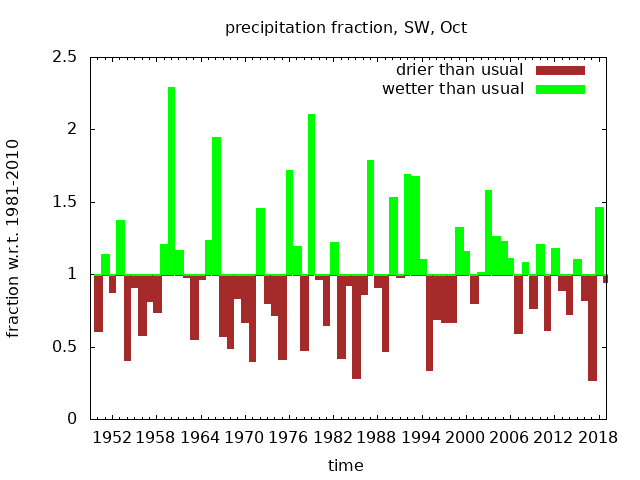 precipitation fraction, SW, Oct
drier than usual
wetter than usual
fraction w.r.t. 1981-2010
2.5
2
1.5
1
0.5
0
1952 1958 1964 1970 1976 1982 1988 1994 2000 2006 2012 2018
time